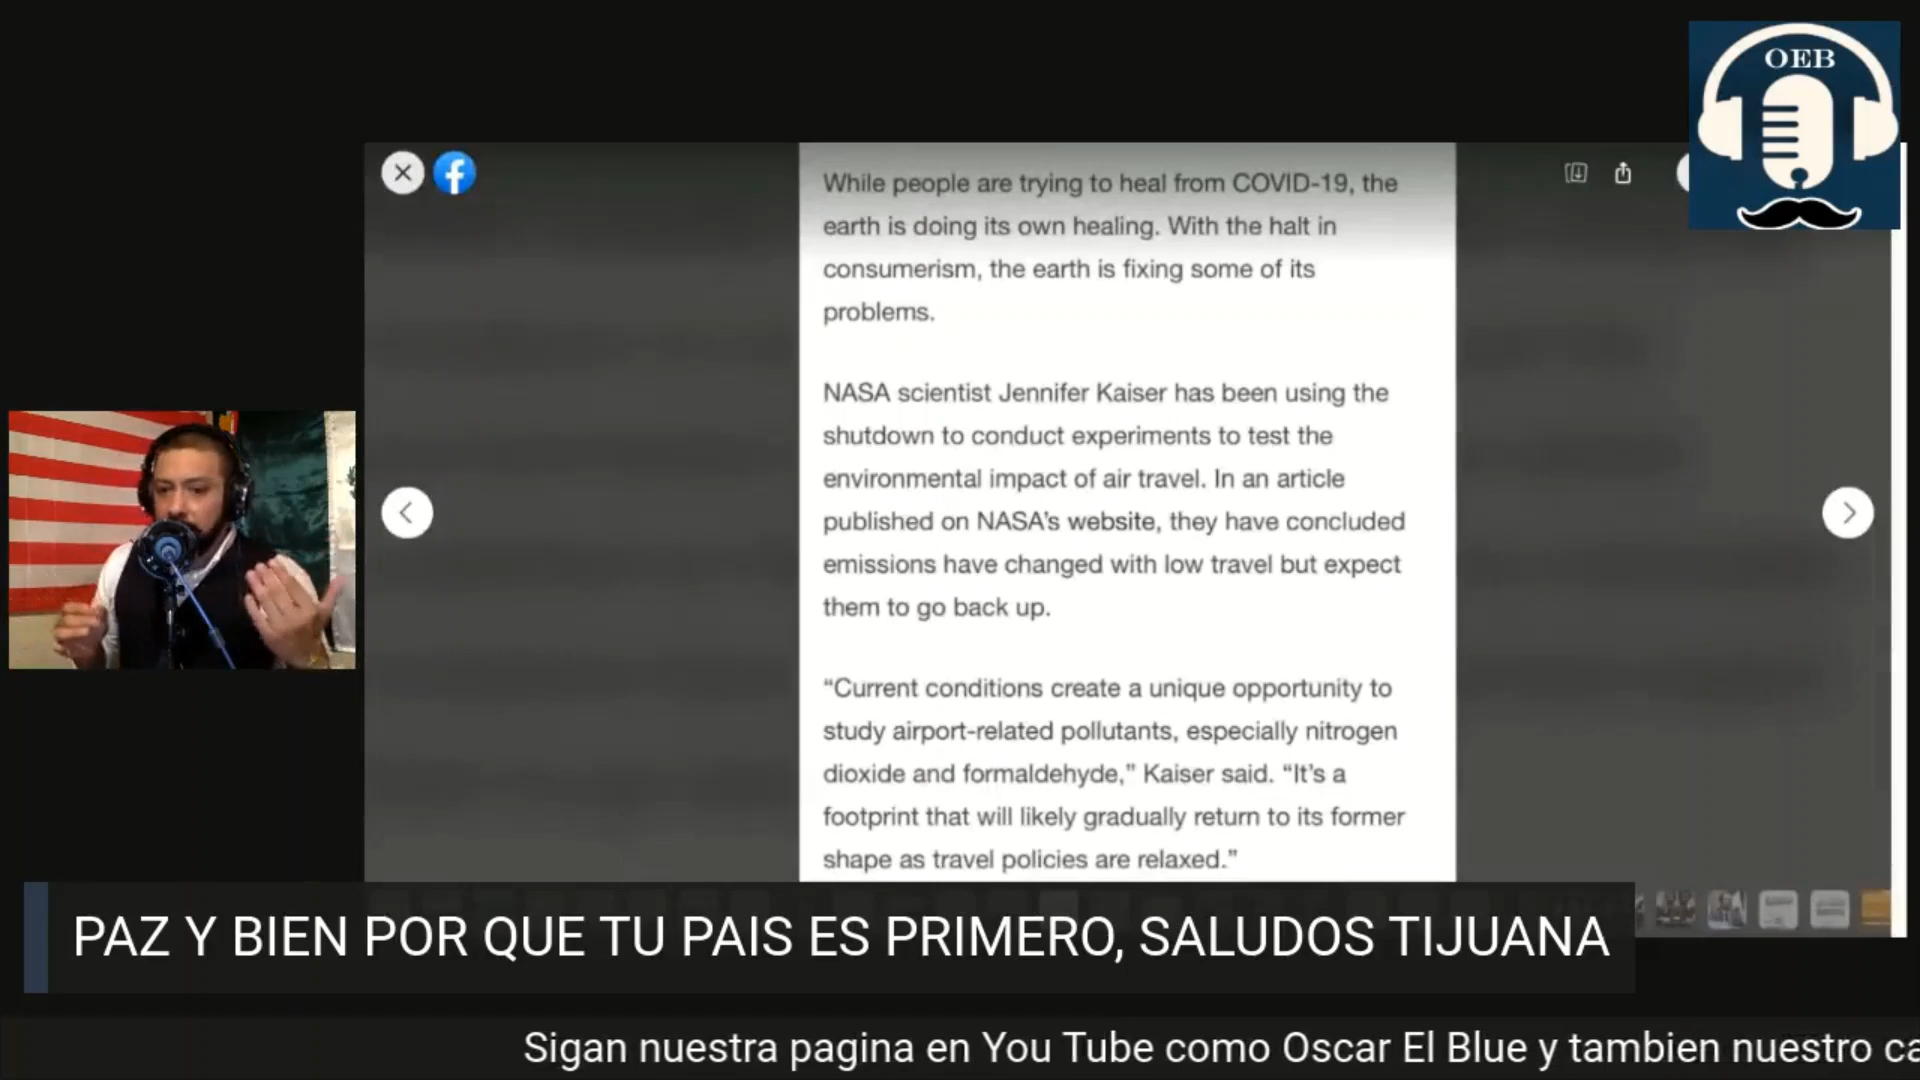 OEB
While people are trying to heal from COVID-19, the
earth is doing its own healing. With the halt in
consumerism, the earth is fixing some of its
problems.
NASA scientist Jennifer Kaiser has been using the
shutdown to conduct experiments to test the
environmental impact of air travel. In an article
published on NASA's website, they have concluded
emissions have changed with low travel but expect
them to go back up.
“Current conditions create a unique opportunity to
study airport-related pollutants, especially nitrogen
dioxide and formaldehyde,” Kaiser said. “It's a
footprint that will likely gradually return to its former
shape as travel policies are relaxed.”
PAZ Y BIEN POR QUE TU PAIS ES PRIMERO, SALUDOS TIJUANA
Sigan nuestra pagina en You Tube como Oscar El Blue y tambien nuestro ca